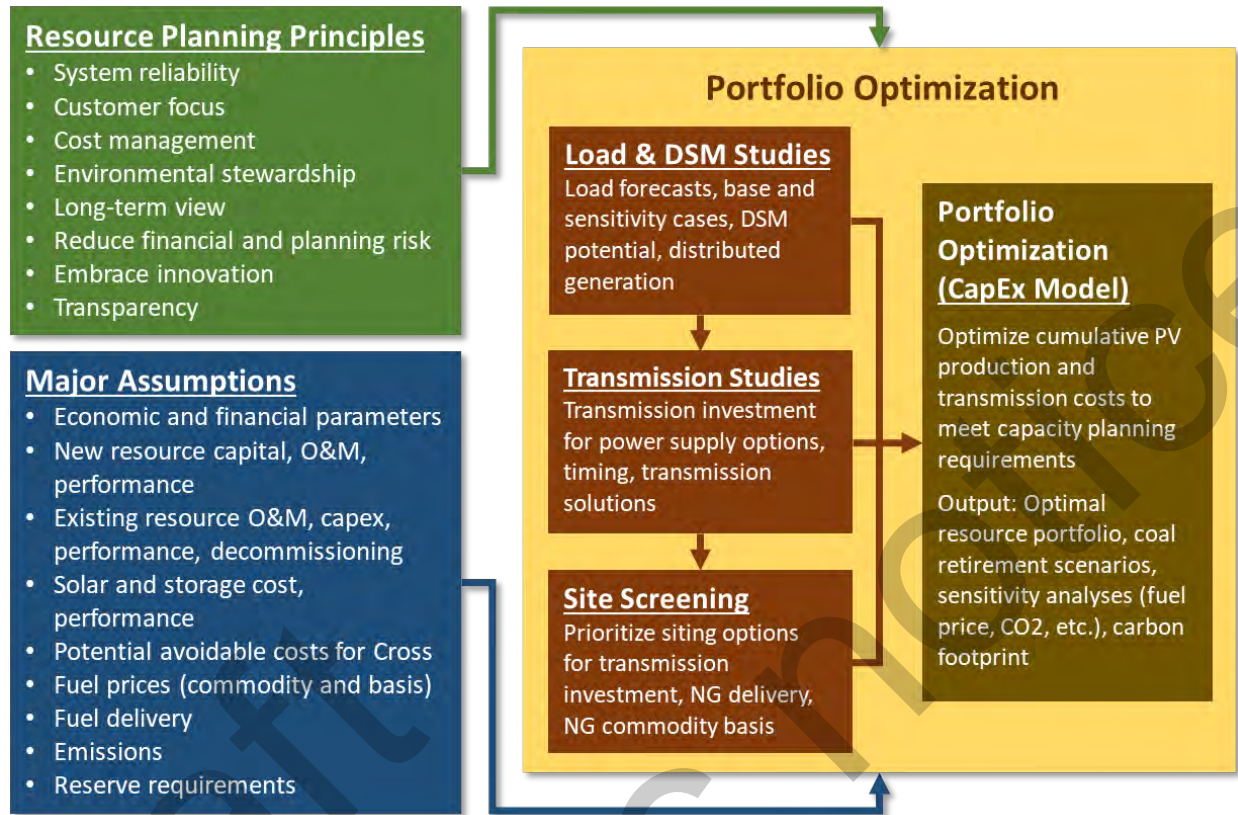 Resource Planning Principles
• System reliability
• Customer focus
• Cost management
• Environmental stewardship
• Long-term view
• Reduce financial and planning risk
• Embrace innovation
• Transparency
Major Assumptions
• Economic and financial parameters
• New resource capital, O&M,
performance
• Existing resource O&M, capex,
performance, decommissioning
• Solar and storage cost,
performance
• Potential avoidable costs for Cross
• Fuel prices (commodity and basis)
• Fuel delivery
• Emissions
• Reserve requirements
Portfolio Optimization
Load & DSM Studies
Load forecasts, base and
sensitivity cases, DSM
potential, distributed
generation
Transmission Studies
Transmission investment
for power supply options,
timing, transmission
solutions
Site Screening
Prioritize siting options
for transmission
investment, NG delivery,
NG commodity basis
Portfolio
Optimization
(CapEx Model)
Optimize cumulative PV
production and
transmission costs to
meet capacity planning
requirements
Output: Optimal
resource portfolio, coal
retirement scenarios,
sensitivity analyses (fuel
price, CO2, etc.), carbon
footprint
notice